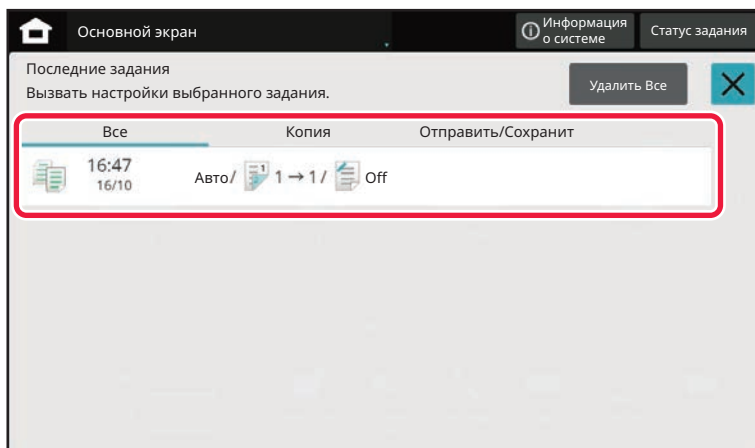 Основной экран
Информация
о системе
Статус задания
Последние задания
Вызвать настройки выбранного задания.
Удалить Все
Все Копия Отправить/Сохранит
16:47
16/10
Авто/ 1 1 → 1 / Off